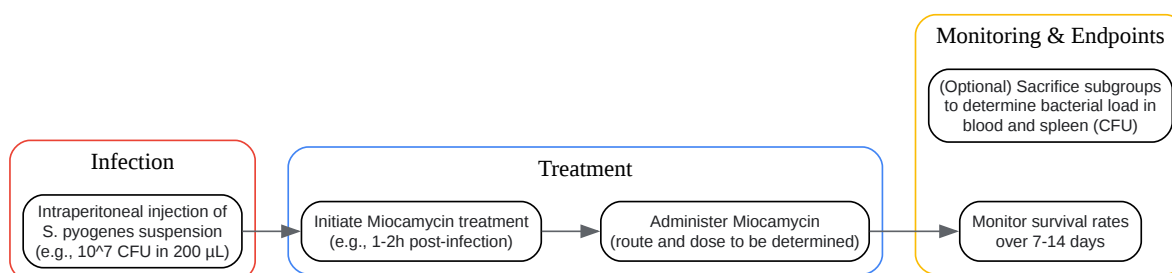 Infection
Intraperitoneal injection of
S. pyogenes suspension
(e.g., 10^7 CFU in 200 µL)
Treatment
Initiate Miocamycin treatment
(e.g., 1-2h post-infection)
Administer Miocamycin
(route and dose to be determined)
Monitoring & Endpoints
(Optional) Sacrifice subgroups
to determine bacterial load in
blood and spleen (CFU)
Monitor survival rates
over 7-14 days